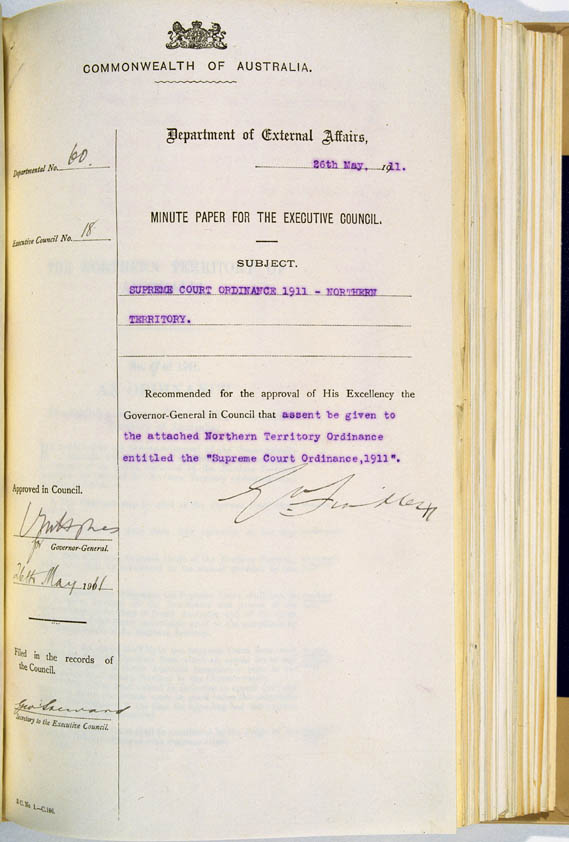 COMMONWEALTH OF AUSTRALIA.
Department of External Affairs,
26th May, 1911.
Departmental No. 60.
Executive Council No. 18
MINUTE PAPER FOR THE EXECUTIVE COUNCIL.
SUBJECT.
SUPREME COURT ORDINANCE 1911 - NORTHERN
TERRITORY.
Recommended for the approval of His Excellency the
Governor-General in Council that assent be given to
the attached Northern Territory Ordinance
entitled the "Supreme Court Ordinance,1911".
Approved in Council.
for Governor-General.
26th May 1911
Filed in the records of
the Council.
Geo Steward
Secretary to the Executive Council.